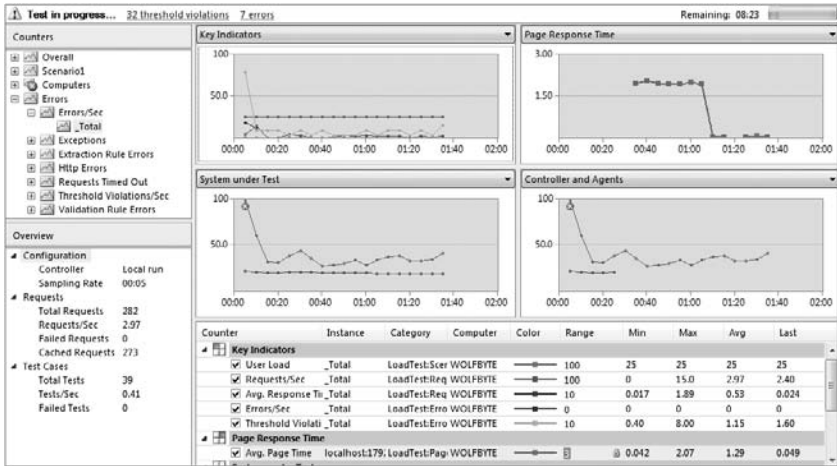 Test in progress... 32 threshold violations 7 errors Remaining: 08:23
Counters
Overall
Scenario1
Computers
Errors
Errors/Sec
_Total
Exceptions
Extraction Rule Errors
Http Errors
Requests Timed Out
Threshold Violations/Sec
Validation Rule Errors
Overview
Configuration
Controller Local run
Sampling Rate 00:05
Requests
Total Requests 282
Requests/Sec 2.97
Failed Requests 0
Cached Requests 273
Test Cases
Total Tests 39
Tests/Sec 0.41
Failed Tests 0
Key Indicators
100
50.0
00:00 00:20 00:40 01:00 01:20 01:40 02:00
Page Response Time
3.00
1.50
00:00 00:20 00:40 01:00 01:20 01:40 02:00
System under Test
100
50.0
00:00 00:20 00:40 01:00 01:20 01:40 02:00
Controller and Agents
100
50.0
00:00 00:20 00:40 01:00 01:20 01:40 02:00
Counter Instance Category Computer Color Range Min Max Avg Last
Key Indicators
User Load _Total LoadTest:Scer WOLFBYTE 100 25 25 25 25
Requests/Sec _Total LoadTest:Req WOLFBYTE 100 0 15.0 2.97 2.40
Avg. Response Tir _Total LoadTest:Req WOLFBYTE 10 0.017 1.89 0.53 0.024
Errors/Sec _Total LoadTest:Erro WOLFBYTE 0 0 0 0 0
Threshold Violati _Total LoadTest:Erro WOLFBYTE 10 0.40 8.00 1.15 1.60
Page Response Time
Avg. Page Time localhost:179. LoadTest:Pag WOLFBYTE 0.042 2.07 1.29 0.049